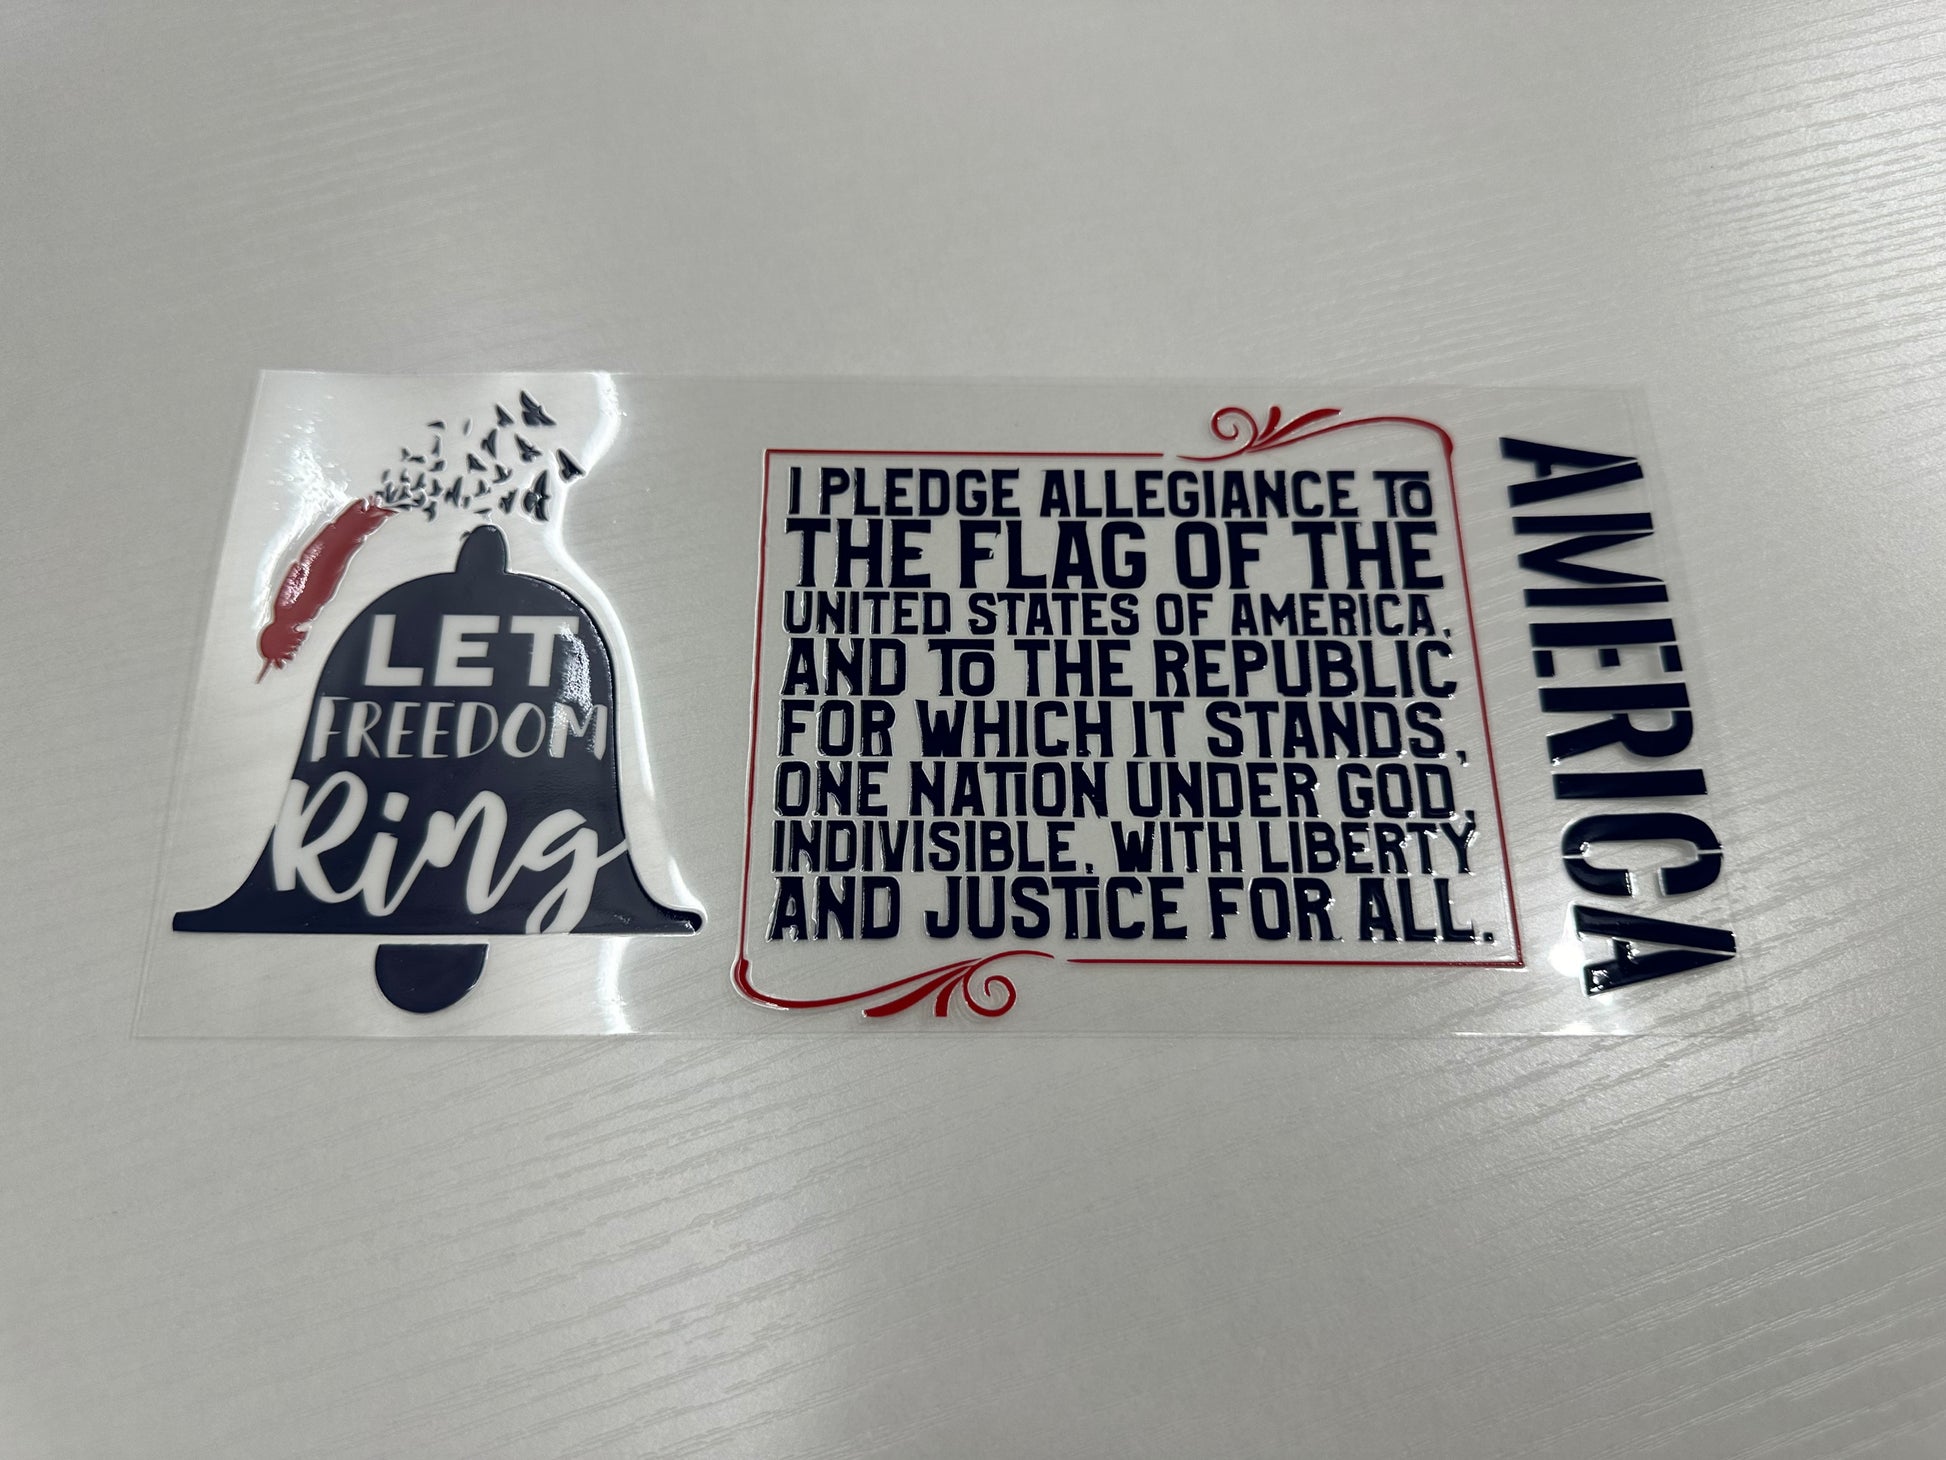 LET
FREEDOM
Ring
I PLEDGE ALLEGIANCE TO
THE FLAG OF THE
UNITED STATES OF AMERICA,
AND TO THE REPUBLIC
FOR WHICH IT STANDS,
ONE NATION UNDER GOD,
INDIVISIBLE, WITH LIBERTY
AND JUSTICE FOR ALL.
AMERICA